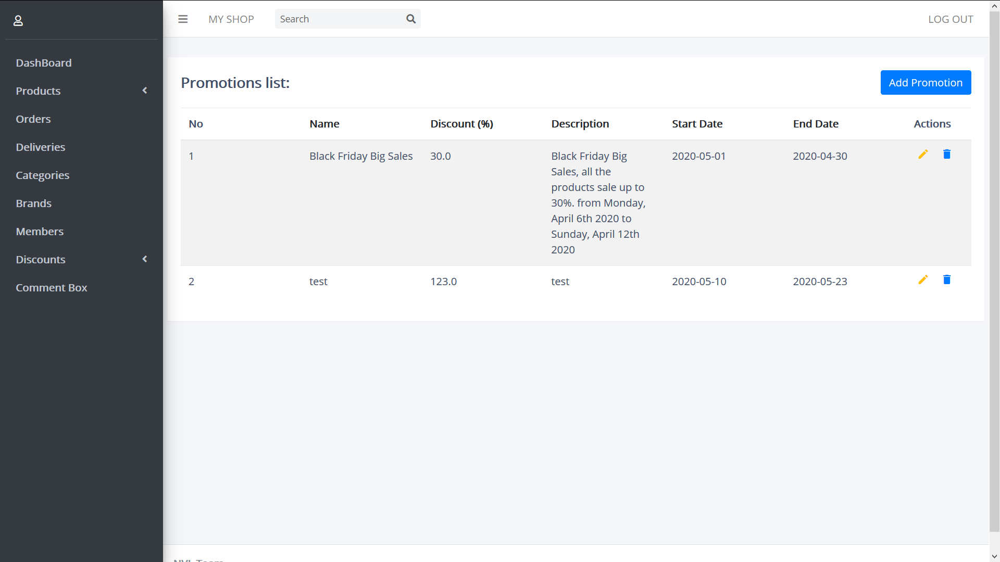 MY SHOP
Search
LOG OUT
DashBoard
Products
Orders
Deliveries
Categories
Brands
Members
Discounts
Comment Box
Promotions list:
Add Promotion
No Name Discount (%) Description Start Date End Date Actions
1 Black Friday Big Sales 30.0 Black Friday Big 2020-05-01 2020-04-30
Sales, all the
products sale up to
30%. from Monday,
April 6th 2020 to
Sunday, April 12th
2020
2 test 123.0 test 2020-05-10 2020-05-23